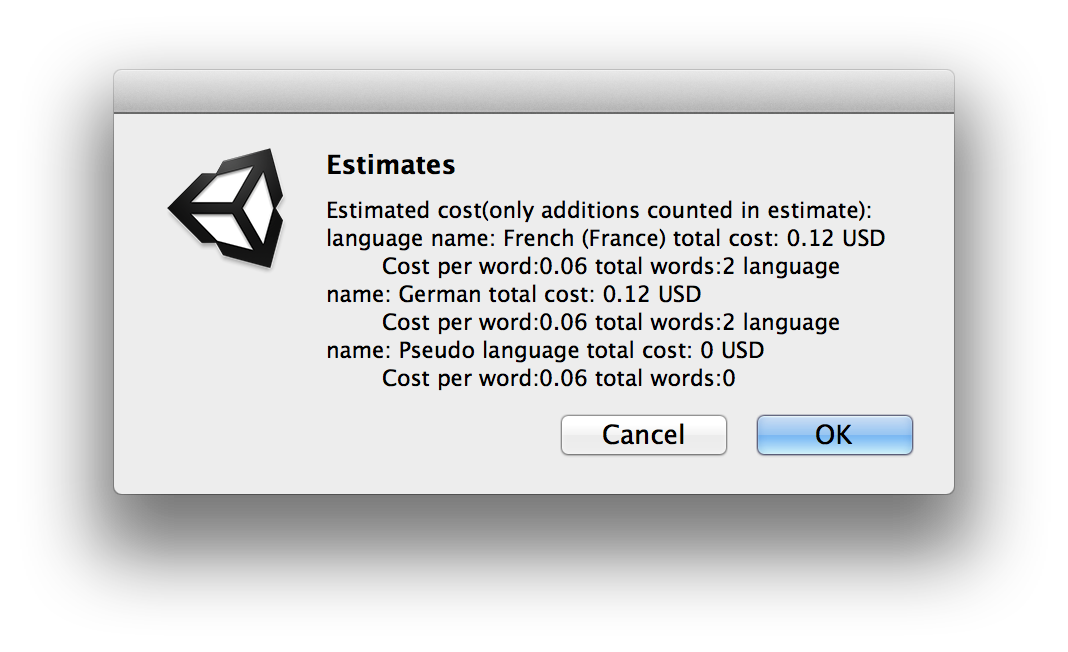 Estimates
Estimated cost(only additions counted in estimate):
language name: French (France) total cost: 0.12 USD
Cost per word:0.06 total words:2 language
name: German total cost: 0.12 USD
Cost per word:0.06 total words:2 language
name: Pseudo language total cost: 0 USD
Cost per word:0.06 total words:0
Cancel OK